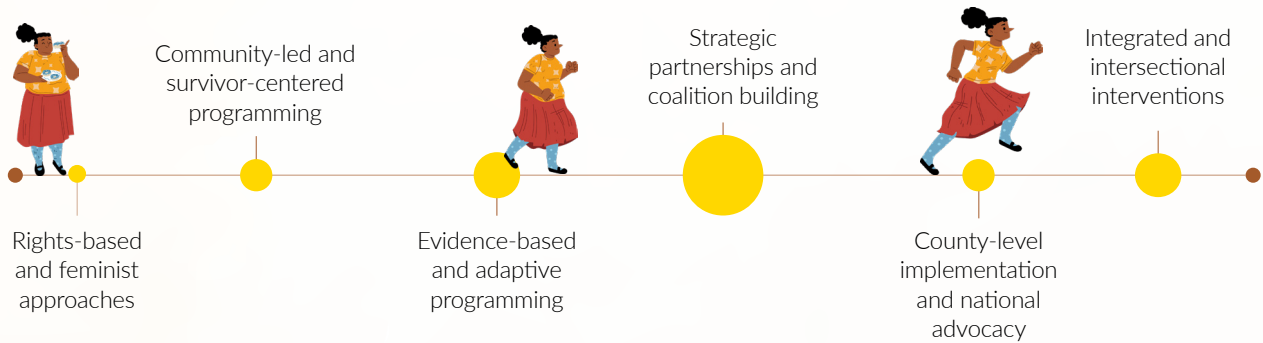 Rights-based
and feminist
approaches
Community-led and
survivor-centered
programming
Evidence-based
and adaptive
programming
Strategic
partnerships and
coalition building
County-level
implementation
and national
advocacy
Integrated and
intersectional
interventions